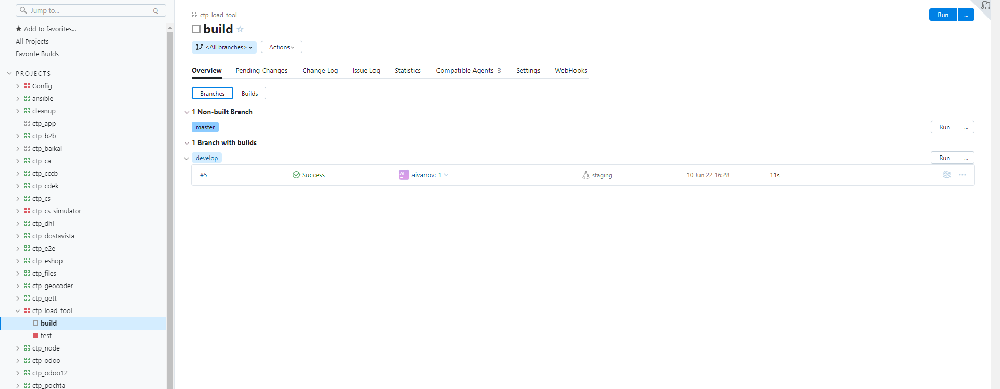 Jump to...
Q
Add to favorites...
All Projects
Favorite Builds
PROJECTS
Config
ansible
cleanup
ctp_app
ctp_b2b
ctp_baikal
ctp_ca
ctp_cccb
ctp_cdek
ctp_cs
ctp_cs_simulator
ctp_dhl
ctp_dostavista
ctp_e2e
ctp_eshop
ctp_files
ctp_geocoder
ctp_gett
ctp_load_tool
build
test
ctp_node
ctp_odoo
ctp_odoo12
ctp_pochta
ctp_load_tool
Run ...
build
<All branches> Actions
Overview Pending Changes Change Log Issue Log Statistics Compatible Agents 3 Settings WebHooks
Branches Builds
1 Non-built Branch
master Run ...
1 Branch with builds
develop Run ...
#5 Success AI aivanov: 1 staging 10 Jun 22 16:28 11s